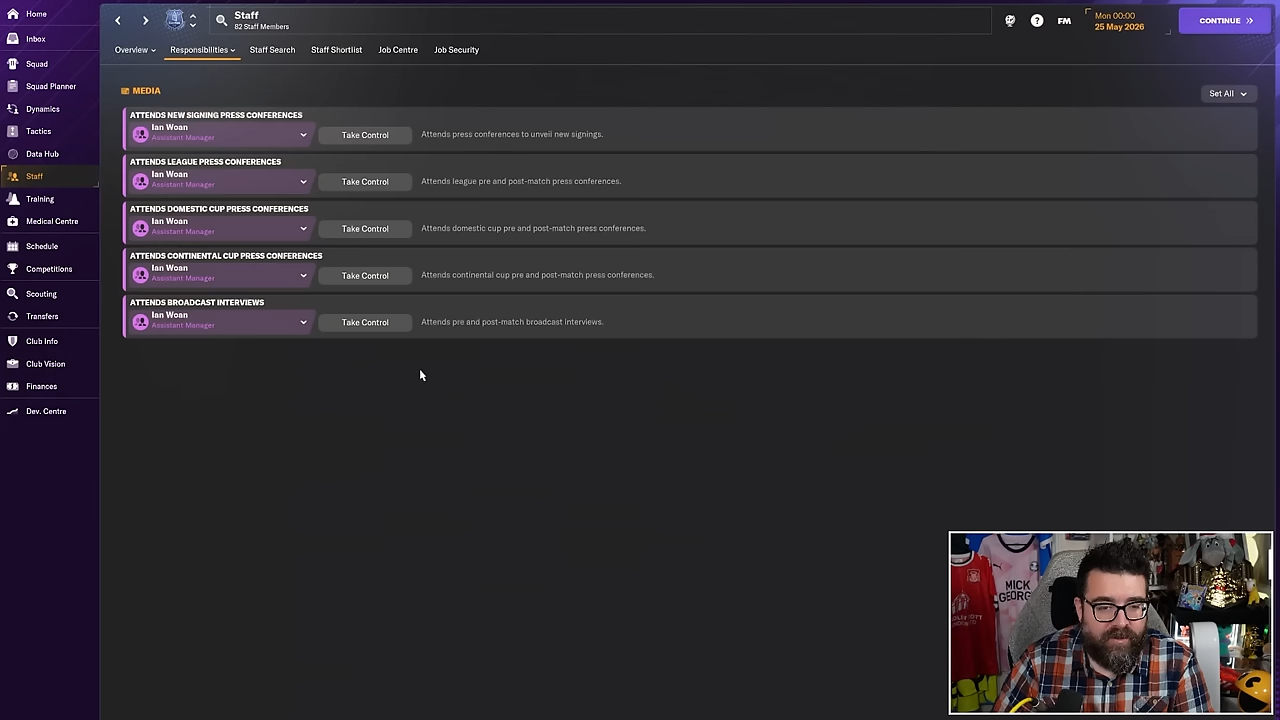 Home
Inbox
Squad
Squad Planner
Dynamics
Tactics
Data Hub
Staff
Training
Medical Centre
Schedule
Competitions
Scouting
Transfers
Club Info
Club Vision
Finances
Dev. Centre
Staff
82 Staff Members
FM
Mon 00:00
25 May 2026
CONTINUE
Overview
Responsibilities
Staff Search
Staff Shortlist
Job Centre
Job Security
MEDIA
Set All
ATTENDS NEW SIGNING PRESS CONFERENCES
Ian Woan
Assistant Manager
Take Control
Attends press conferences to unveil new signings.
ATTENDS LEAGUE PRESS CONFERENCES
Ian Woan
Assistant Manager
Take Control
Attends league pre and post-match press conferences.
ATTENDS DOMESTIC CUP PRESS CONFERENCES
Ian Woan
Assistant Manager
Take Control
Attends domestic cup pre and post-match press conferences.
ATTENDS CONTINENTAL CUP PRESS CONFERENCES
Ian Woan
Assistant Manager
Take Control
Attends continental cup pre and post-match press conferences.
ATTENDS BROADCAST INTERVIEWS
Ian Woan
Assistant Manager
Take Control
Attends pre and post-match broadcast interviews.
MICK
GEORG